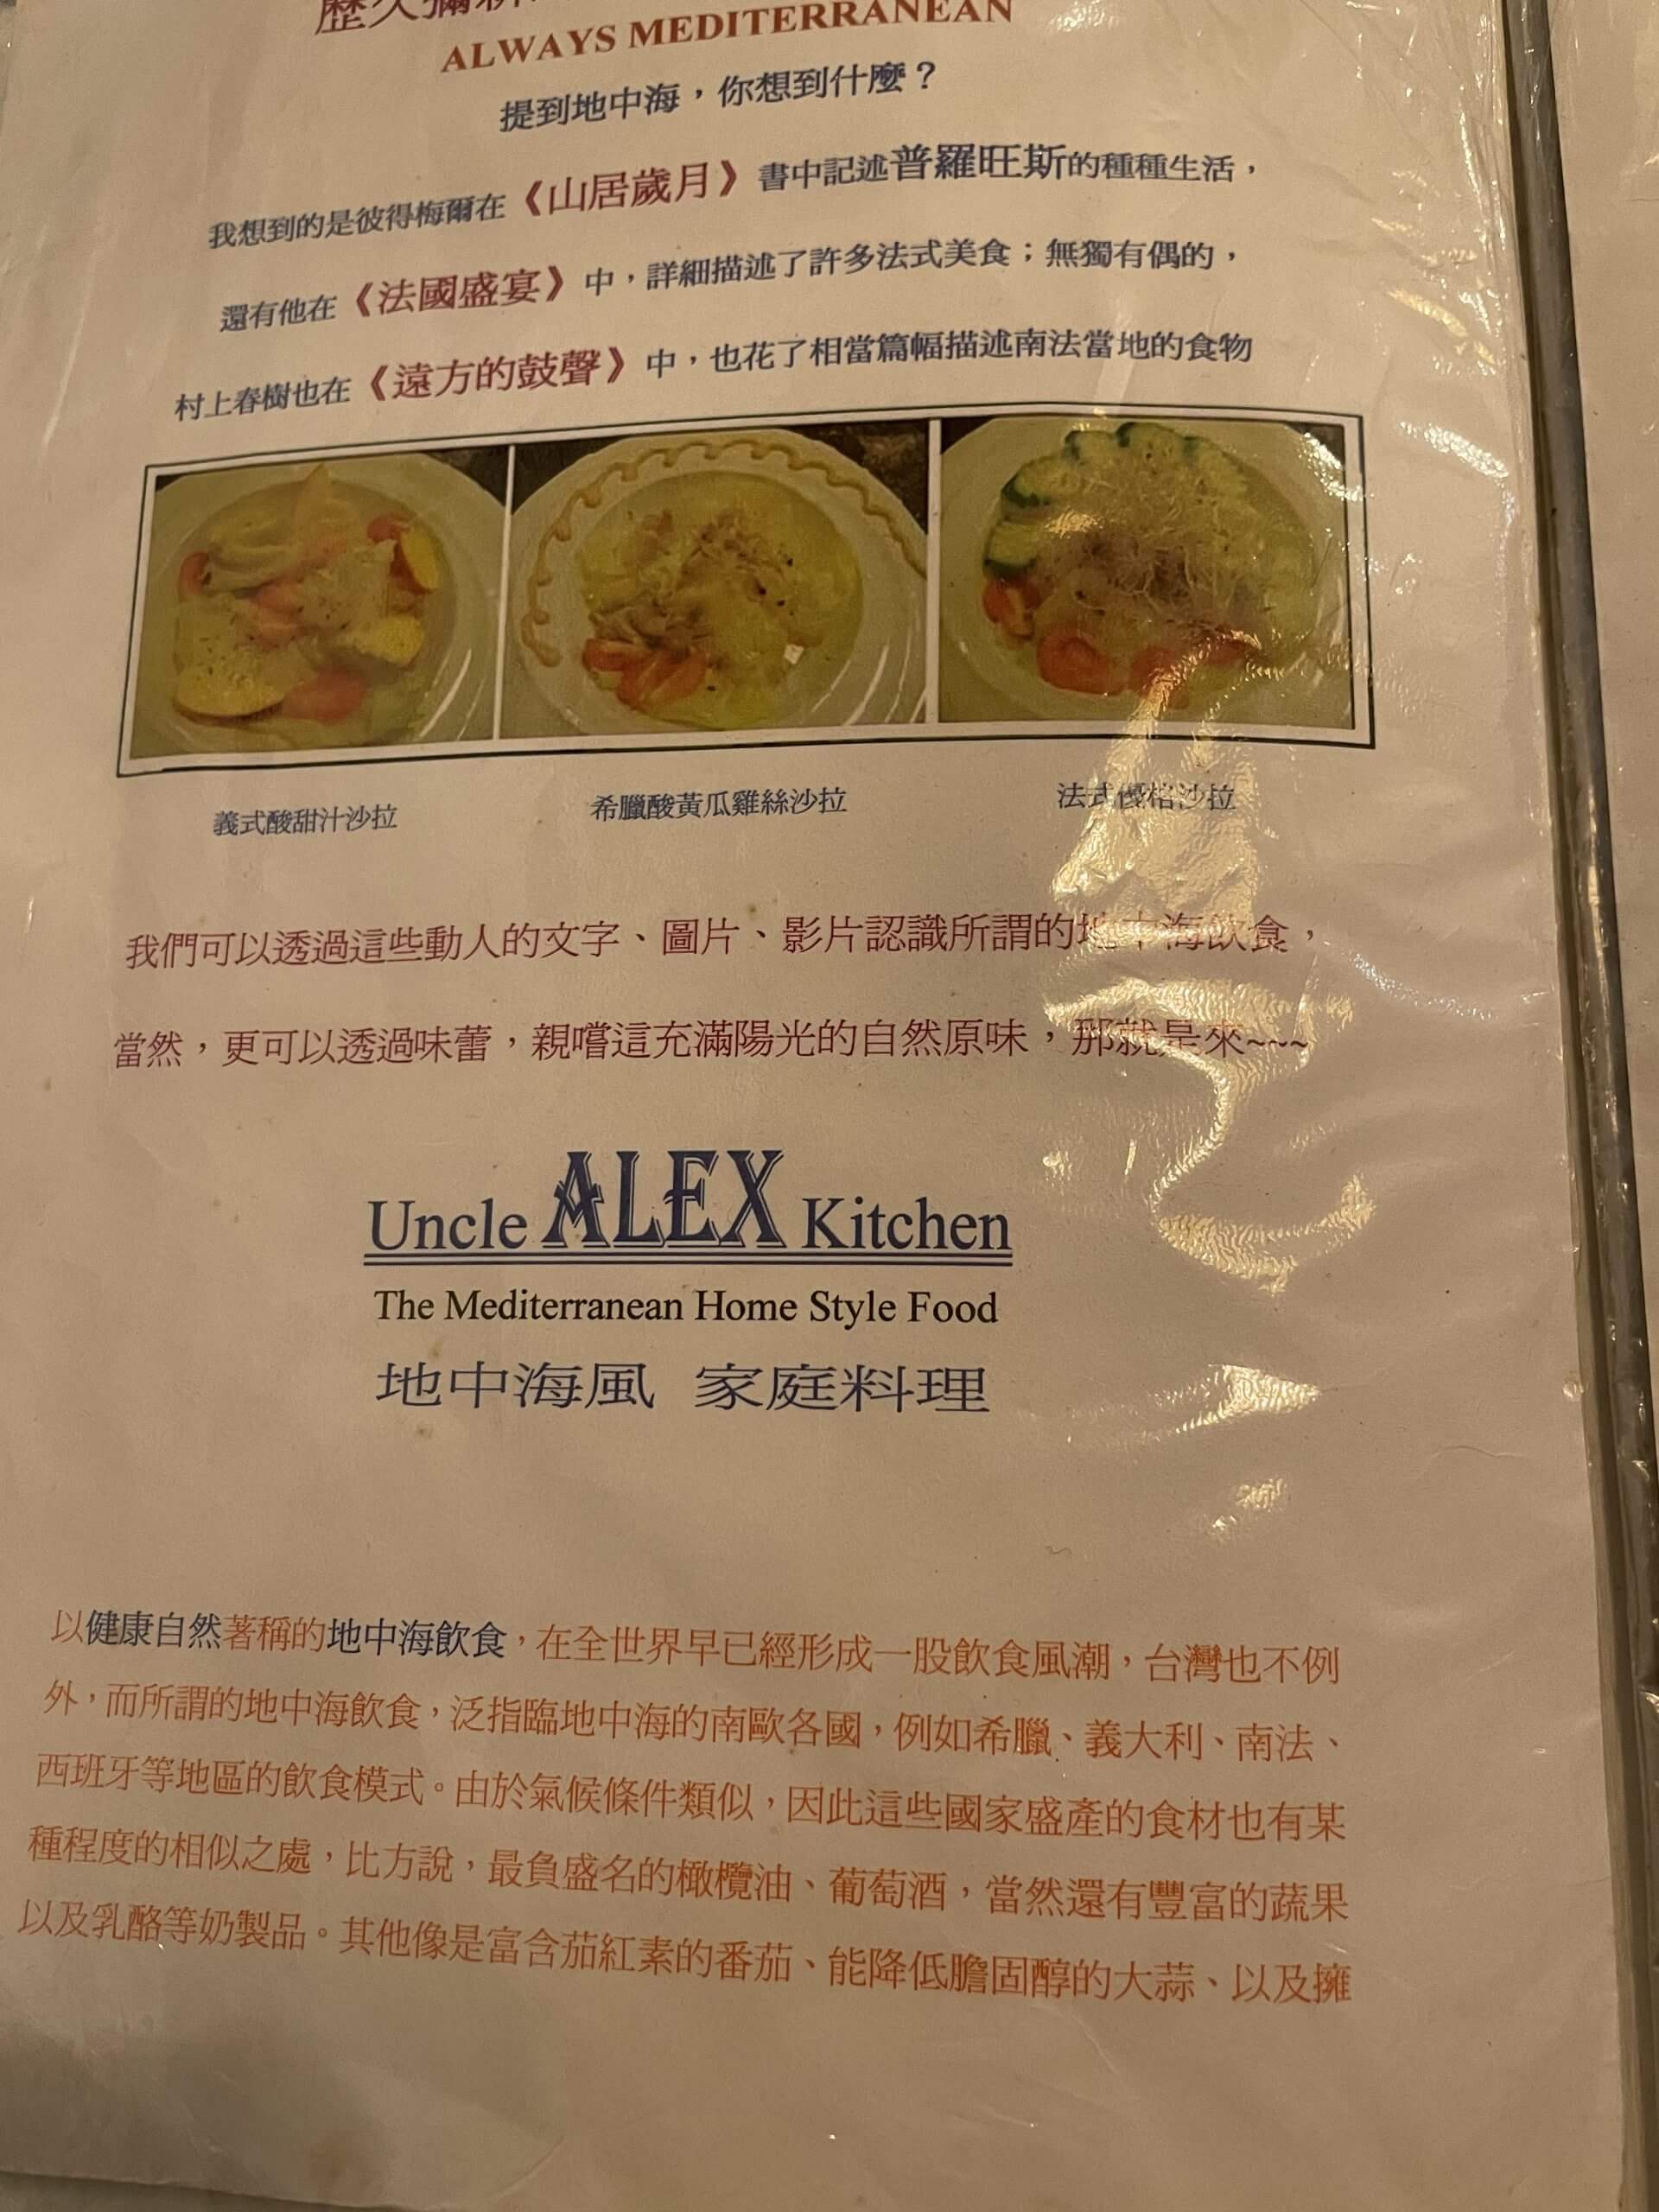 歷久彌新
ALWAYS MEDITERRANEAN
提到地中海，你想到什麼？
我想到的是彼得梅爾在《山居歲月》書中記述普羅旺斯的種種生活，
還有他在《法國盛宴》中，詳細描述了許多法式美食；無獨有偶的，
村上春樹也在《遠方的鼓聲》中，也花了相當篇幅描述南法當地的食物
義式酸甜汁沙拉 希臘酸黃瓜雞絲沙拉 法式優格沙拉
我們可以透過這些動人的文字、圖片、影片認識所謂的地中海飲食，
當然，更可以透過味蕾，親嚐這充滿陽光的自然原味，那就是來~~~
Uncle ALEX Kitchen
The Mediterranean Home Style Food
地中海風 家庭料理
以健康自然著稱的地中海飲食，在全世界早已經形成一股飲食風潮，台灣也不例
外，而所謂的地中海飲食，泛指臨地中海的南歐各國，例如希臘、義大利、南法、
西班牙等地區的飲食模式。由於氣候條件類似，因此這些國家盛產的食材也有某
種程度的相似之處，比方說，最負盛名的橄欖油、葡萄酒，當然還有豐富的蔬果
以及乳酪等奶製品。其他像是富含茄紅素的番茄、能降低膽固醇的大蒜、以及擁